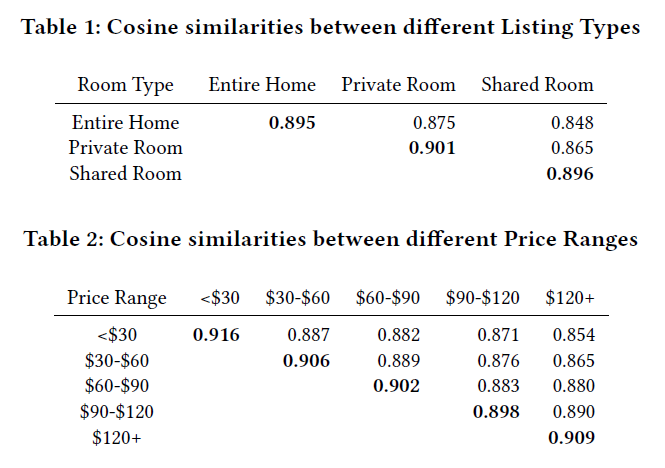 Table 1: Cosine similarities between different Listing Types
Room Type Entire Home Private Room Shared Room
Entire Home 0.895 0.875 0.848
Private Room 0.901 0.865
Shared Room 0.896
Table 2: Cosine similarities between different Price Ranges
Price Range <$30 $30-$60 $60-$90 $90-$120 $120+
<$30 0.916 0.887 0.882 0.871 0.854
$30-$60 0.906 0.889 0.876 0.865
$60-$90 0.902 0.883 0.880
$90-$120 0.898 0.890
$120+ 0.909